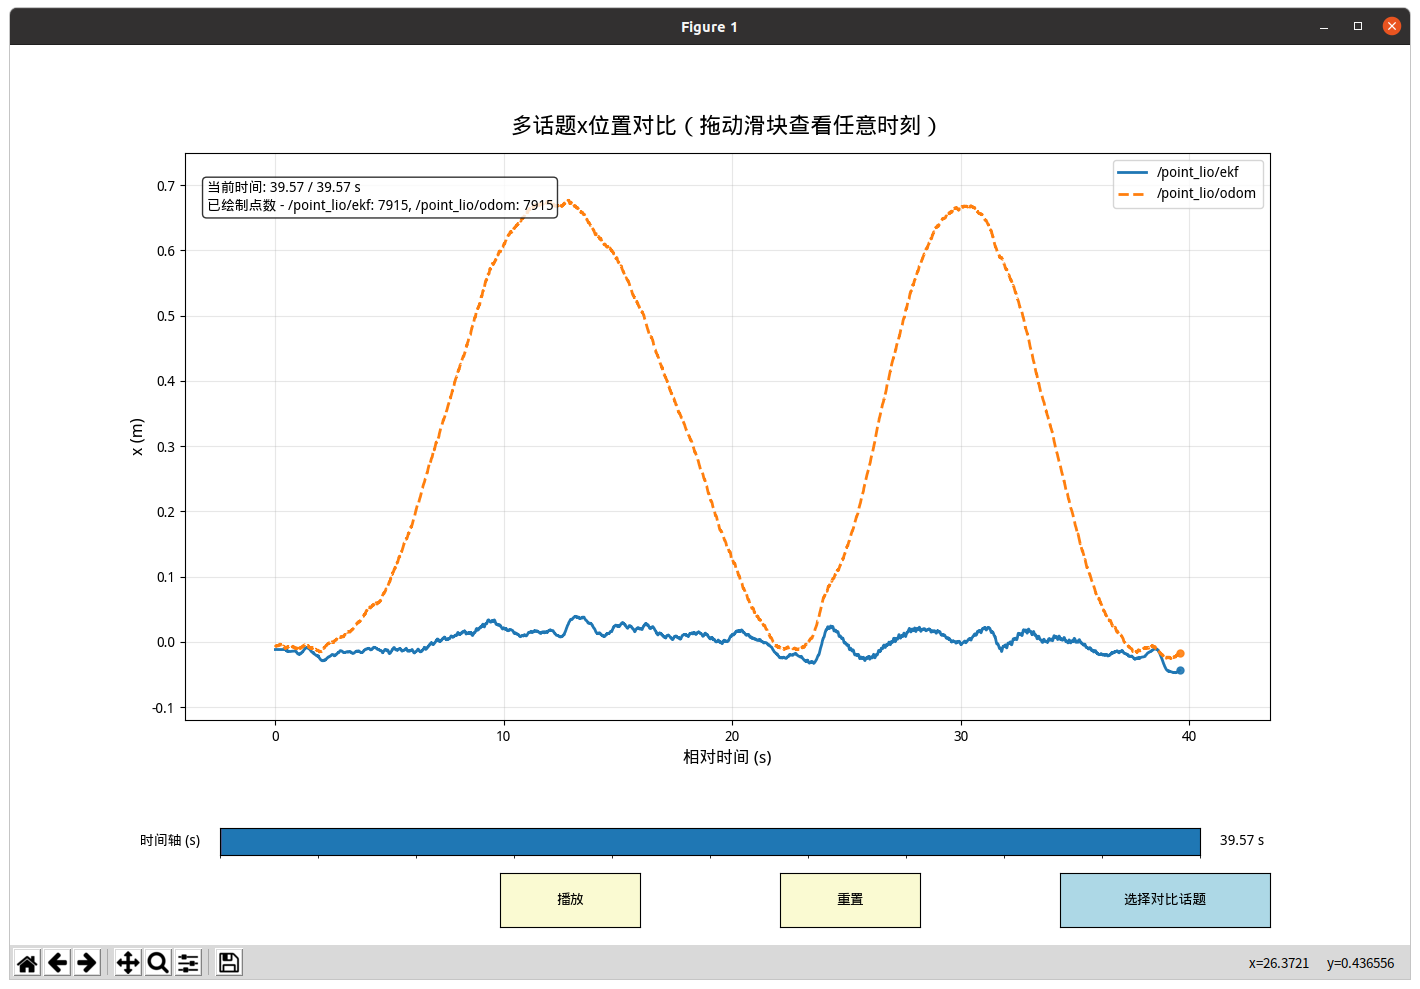 Figure 1
多话题x位置对比（拖动滑块查看任意时刻）
当前时间: 39.57 / 39.57 s
已绘制点数 - /point_lio/ekf: 7915, /point_lio/odom: 7915
/point_lio/ekf
/point_lio/odom
0.7
0.6
0.5
0.4
0.3
0.2
0.1
0.0
-0.1
x (m)
0 10 20 30 40
相对时间 (s)
时间轴 (s) 39.57 s
播放 重置 选择对比话题
x=26.3721 y=0.436556